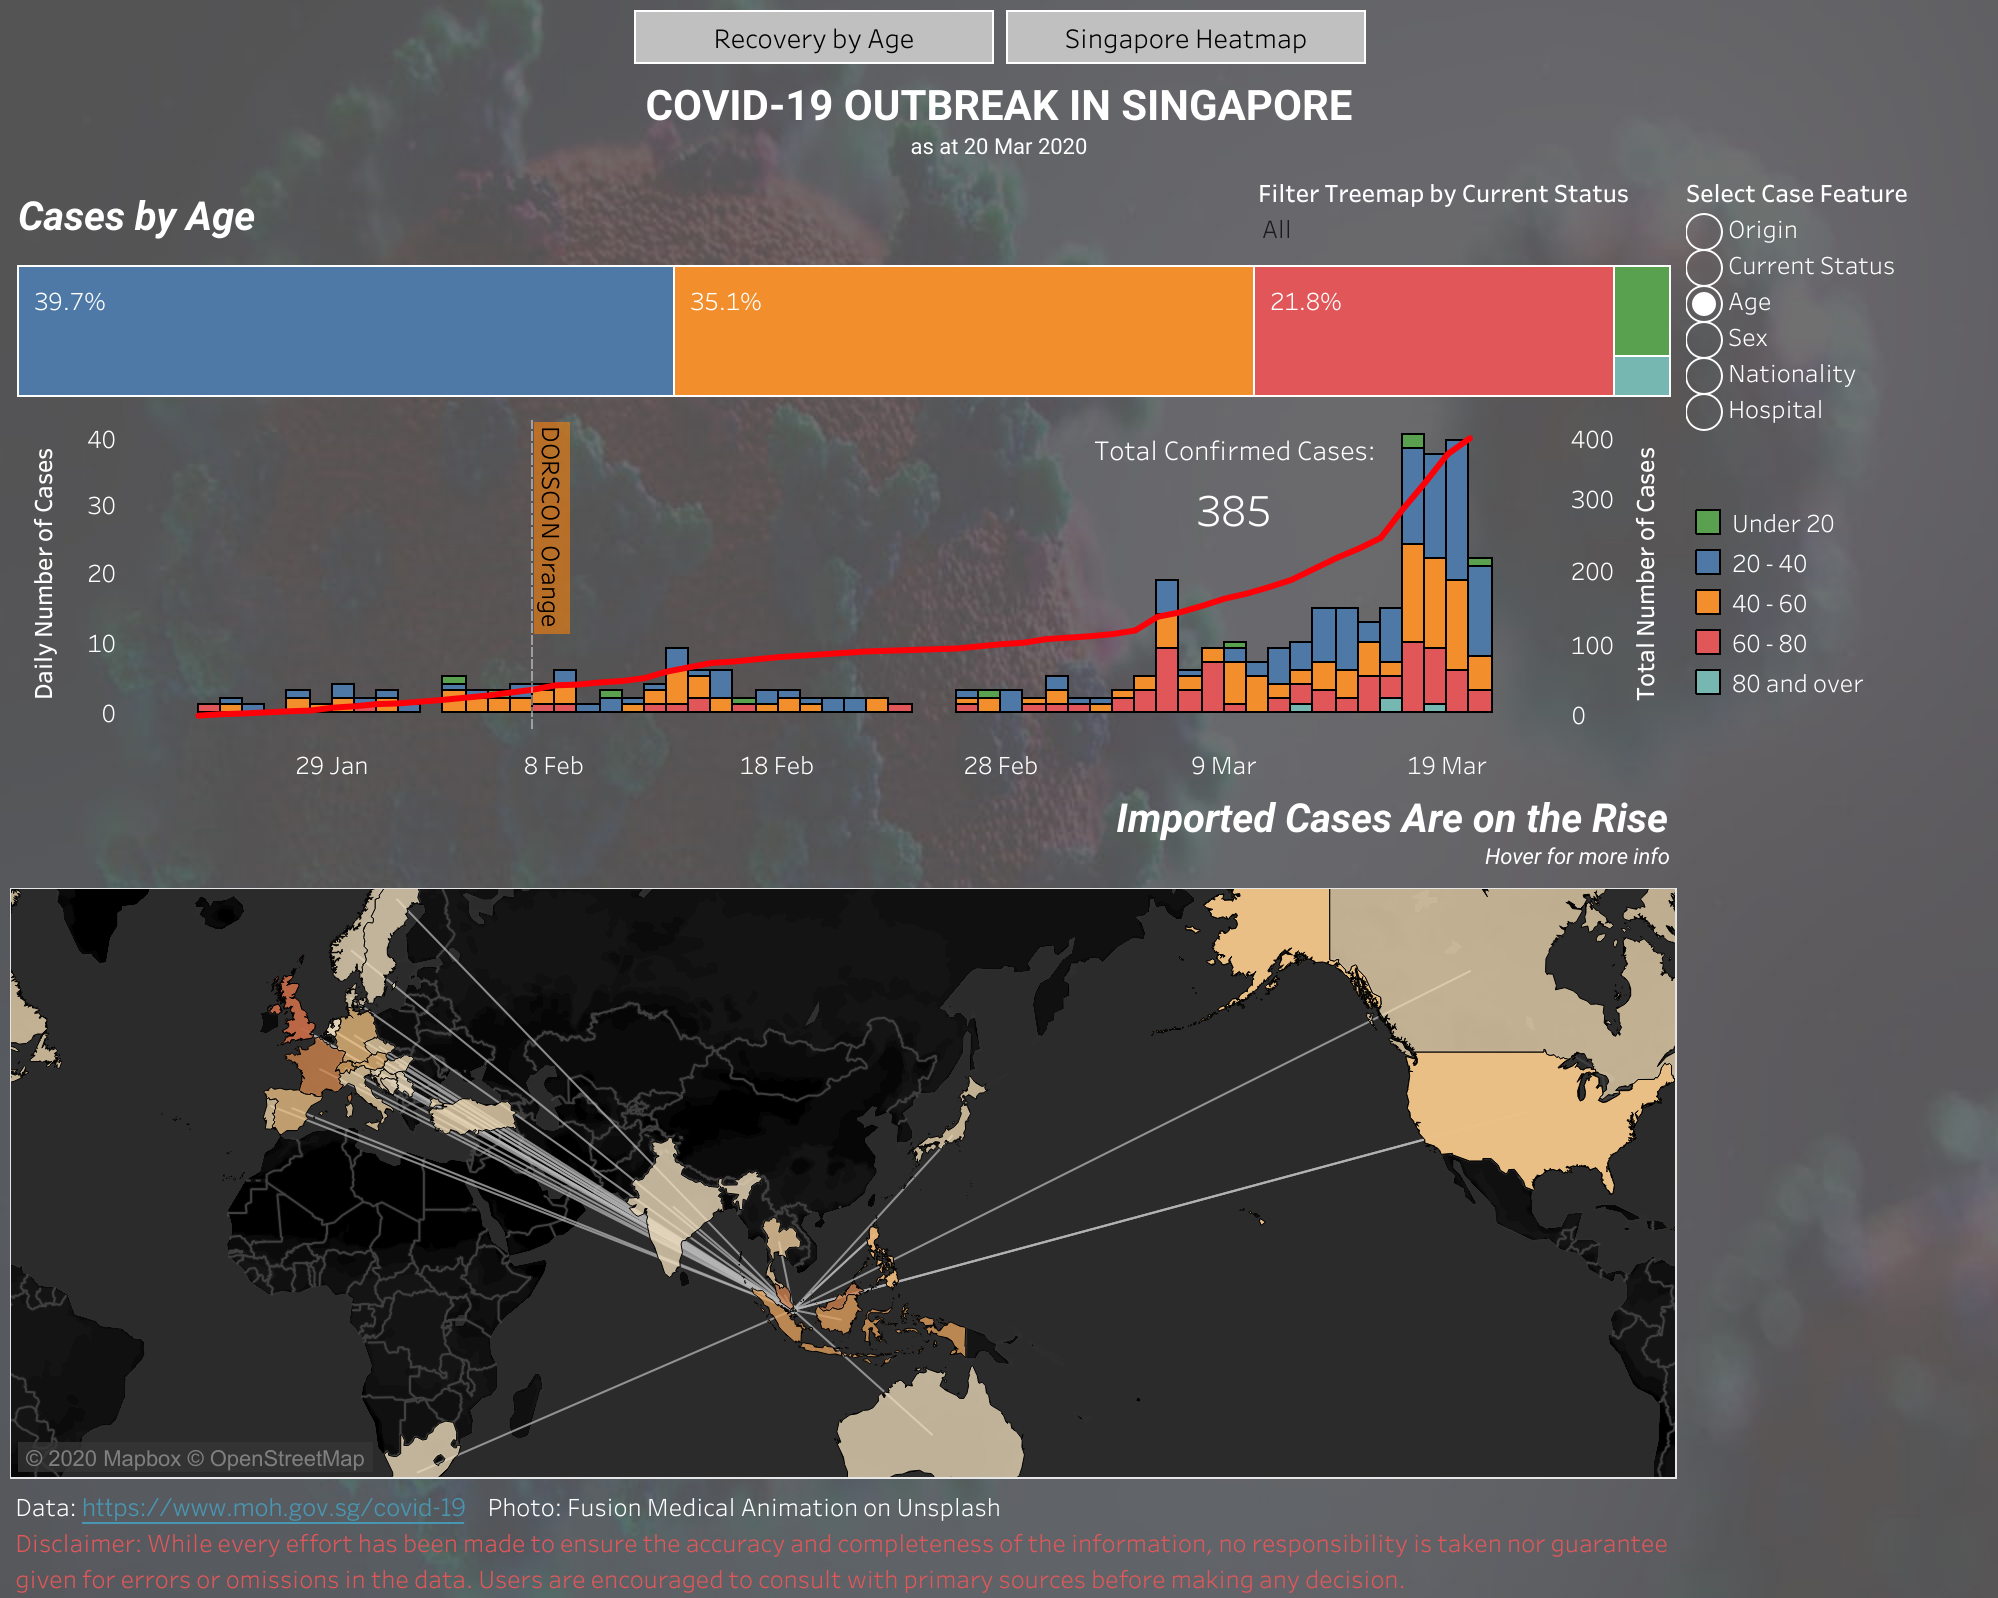 Recovery by Age
Singapore Heatmap
COVID-19 OUTBREAK IN SINGAPORE
as at 20 Mar 2020
Cases by Age
Filter Treemap by Current Status
All
Select Case Feature
Origin
Current Status
Age
Sex
Nationality
Hospital
39.7%
35.1%
21.8%
Daily Number of Cases
40
30
20
10
0
DORSCON Orange
Total Confirmed Cases:
385
400
300
200
100
0
Total Number of Cases
Under 20
20 - 40
40 - 60
60 - 80
80 and over
29 Jan
8 Feb
18 Feb
28 Feb
9 Mar
19 Mar
Imported Cases Are on the Rise
Hover for more info
© 2020 Mapbox © OpenStreetMap
Data: https://www.moh.gov.sg/covid-19 Photo: Fusion Medical Animation on Unsplash
Disclaimer: While every effort has been made to ensure the accuracy and completeness of the information, no responsibility is taken nor guarantee
given for errors or omissions in the data. Users are encouraged to consult with primary sources before making any decision.